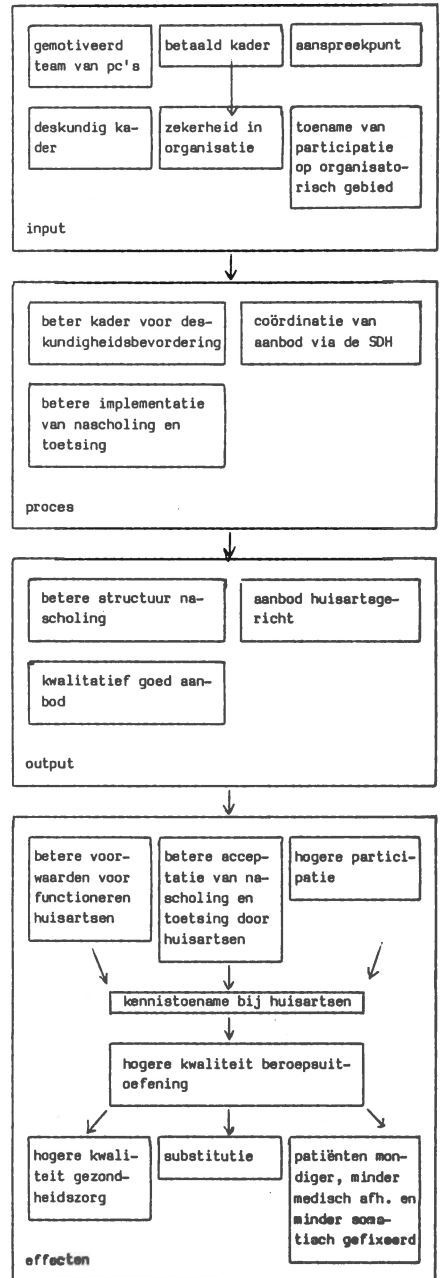 gemotiveerd
team van pc's
betaald kader
aanspreekpunt
deskundig ka-
der
zekerheid in
organisatie
toename van
participatie
op organisato-
risch gebied
input
beter kader voor des-
kundigheidsbevordering
coördinatie van
aanbod via de SDH
betere implementatie
van nascholing en
toetsing
proces
betere structuur na-
scholing
aanbod huisartsge-
richt
kwalitatief goed aan-
bod
output
betere voor-
waarden voor
functioneren
huisartsen
betere accep-
tatie van na-
scholing en
toetsing door
huisartsen
hogere partici-
patie
kennistoename bij huisartsen
hogere kwaliteit beroepsuit-
oefening
hogere kwali-
teit gezond-
heidszorg
substitutie
patiënten mon-
diger, minder
medisch afh. en
minder soma-
tisch gefixeerd
effecten